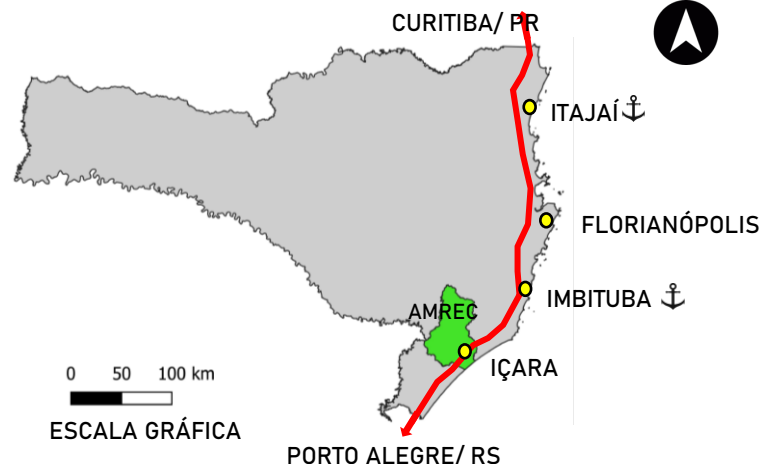 CURITIBA/ PR
ITAJAÍ
FLORIANÓPOLIS
IMBITUBA
AMREC
IÇARA
0 50 100 km
ESCALA GRÁFICA
PORTO ALEGRE/ RS